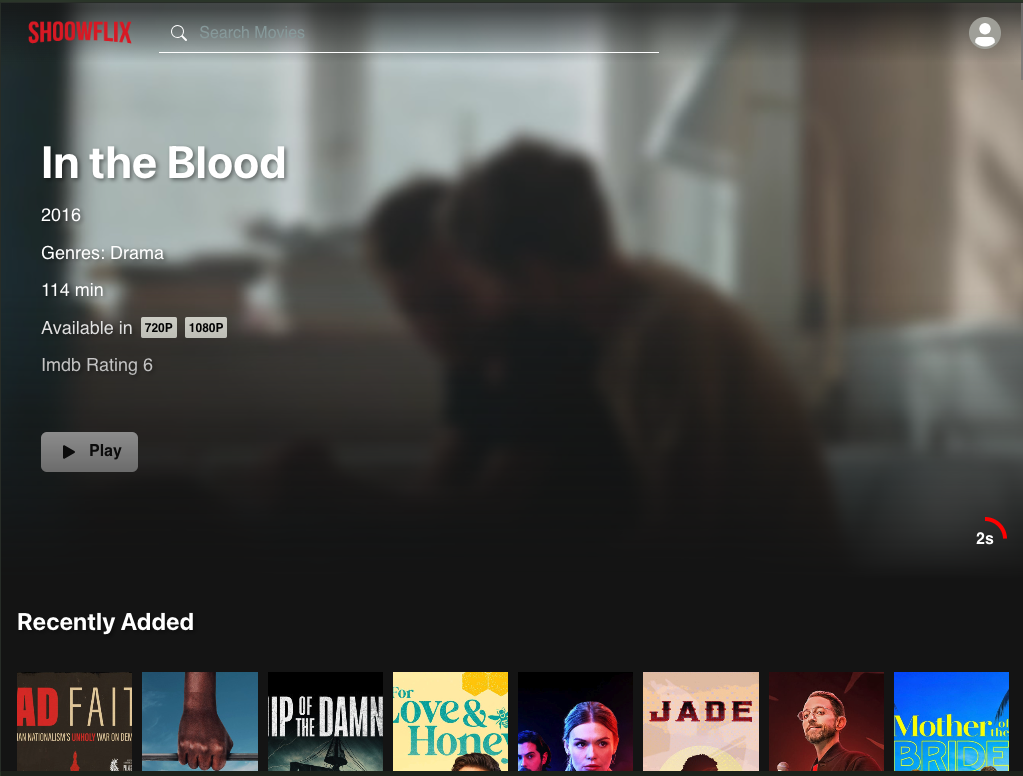 SHOOWFLIX
Search Movies
In the Blood
2016
Genres: Drama
114 min
Available in 720P 1080P
Imdb Rating 6
Play
2s
Recently Added
AD FAIT
AN NATIONALISM'S UNHOLY WAR ON DEM
IP OF THE DAMN
For
Love &
Honey
JADE
Mother of the
BRIDE